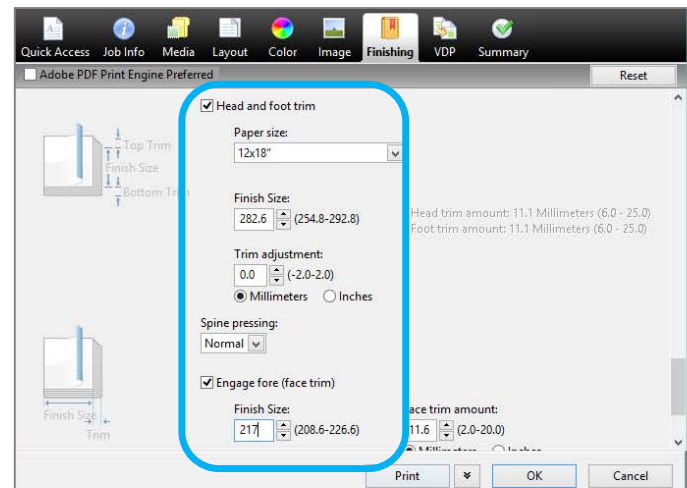 Quick Access Job Info Media Layout Color Image Finishing VDP Summary
Adobe PDF Print Engine Preferred Reset
Head and foot trim
Paper size:
12x18"
Top Trim
Finish Size
Bottom Trim
Finish Size:
282.6 (254.8-292.8)
Head trim amount: 11.1 Millimeters (6.0 - 25.0)
Foot trim amount: 11.1 Millimeters (6.0 - 25.0)
Trim adjustment:
0.0 (-2.0-2.0)
Millimeters Inches
Spine pressing:
Normal
Engage fore (face trim)
Finish Size
Trim
Finish Size:
217 (208.6-226.6)
ace trim amount:
11.6 (2.0-20.0)
Print OK Cancel